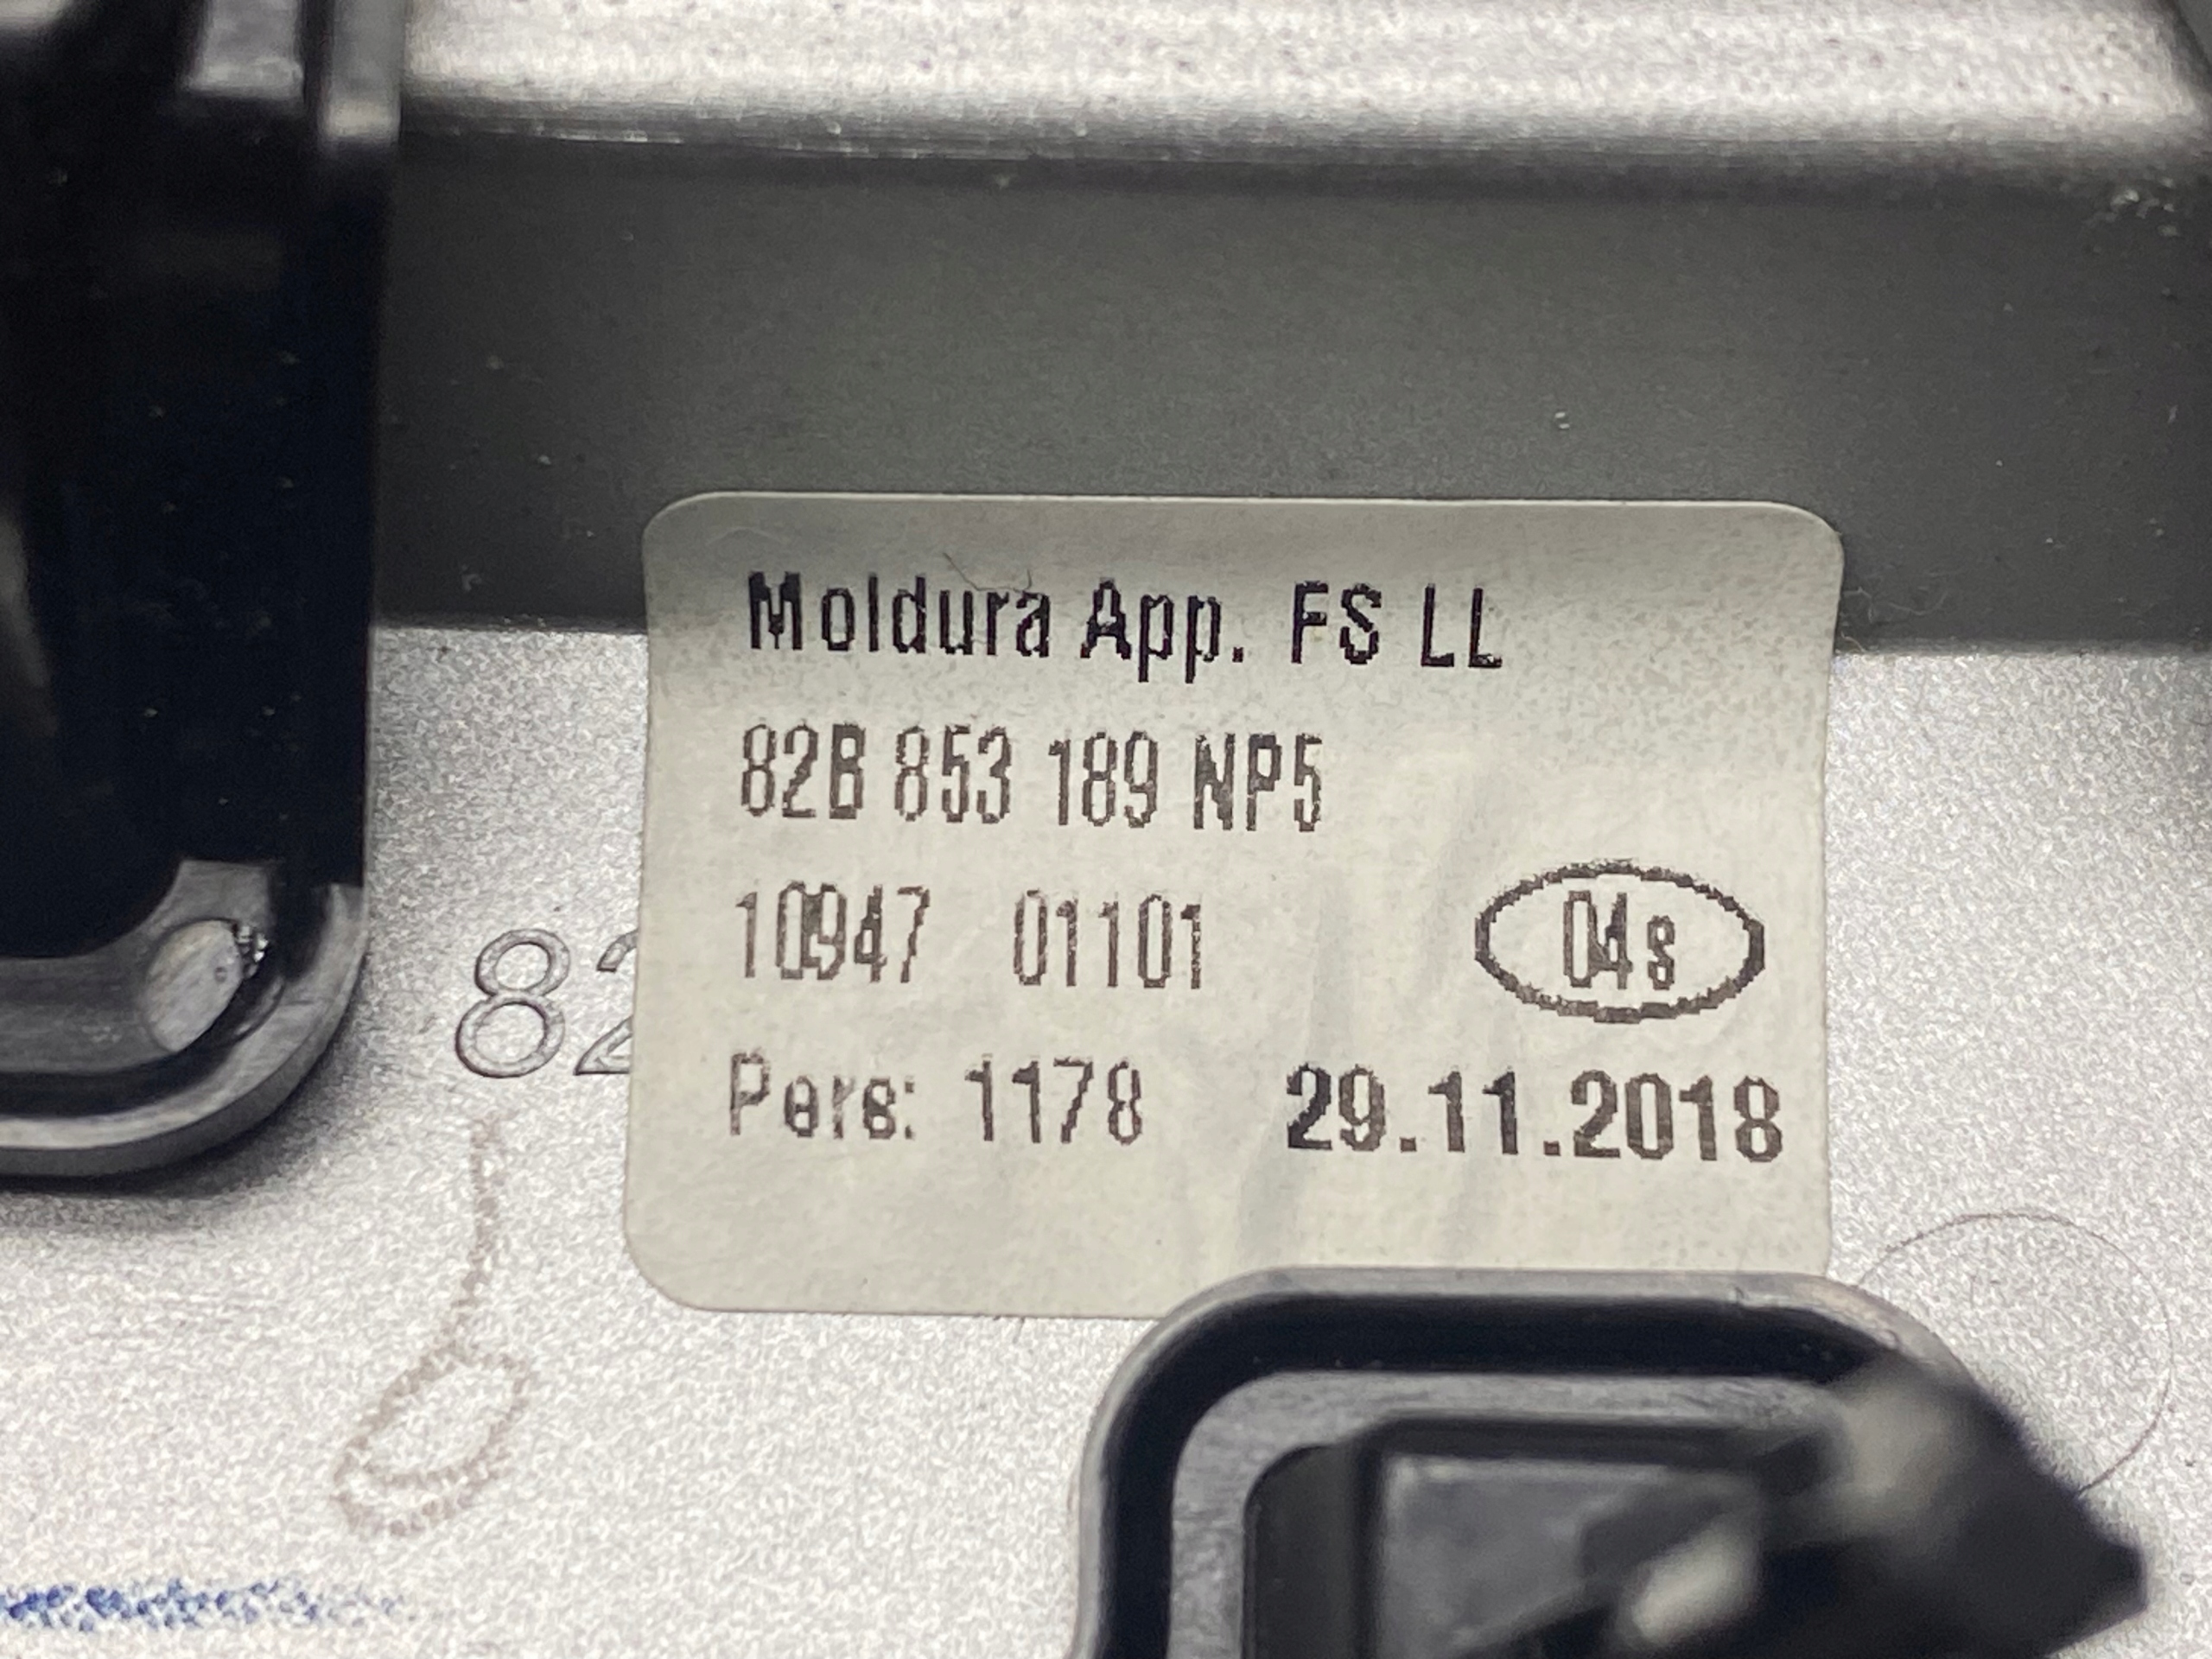 Moldura App. FS LL
82B 853 189 NP5
10947 01101 04s
Pers: 1178 29.11.2018
82